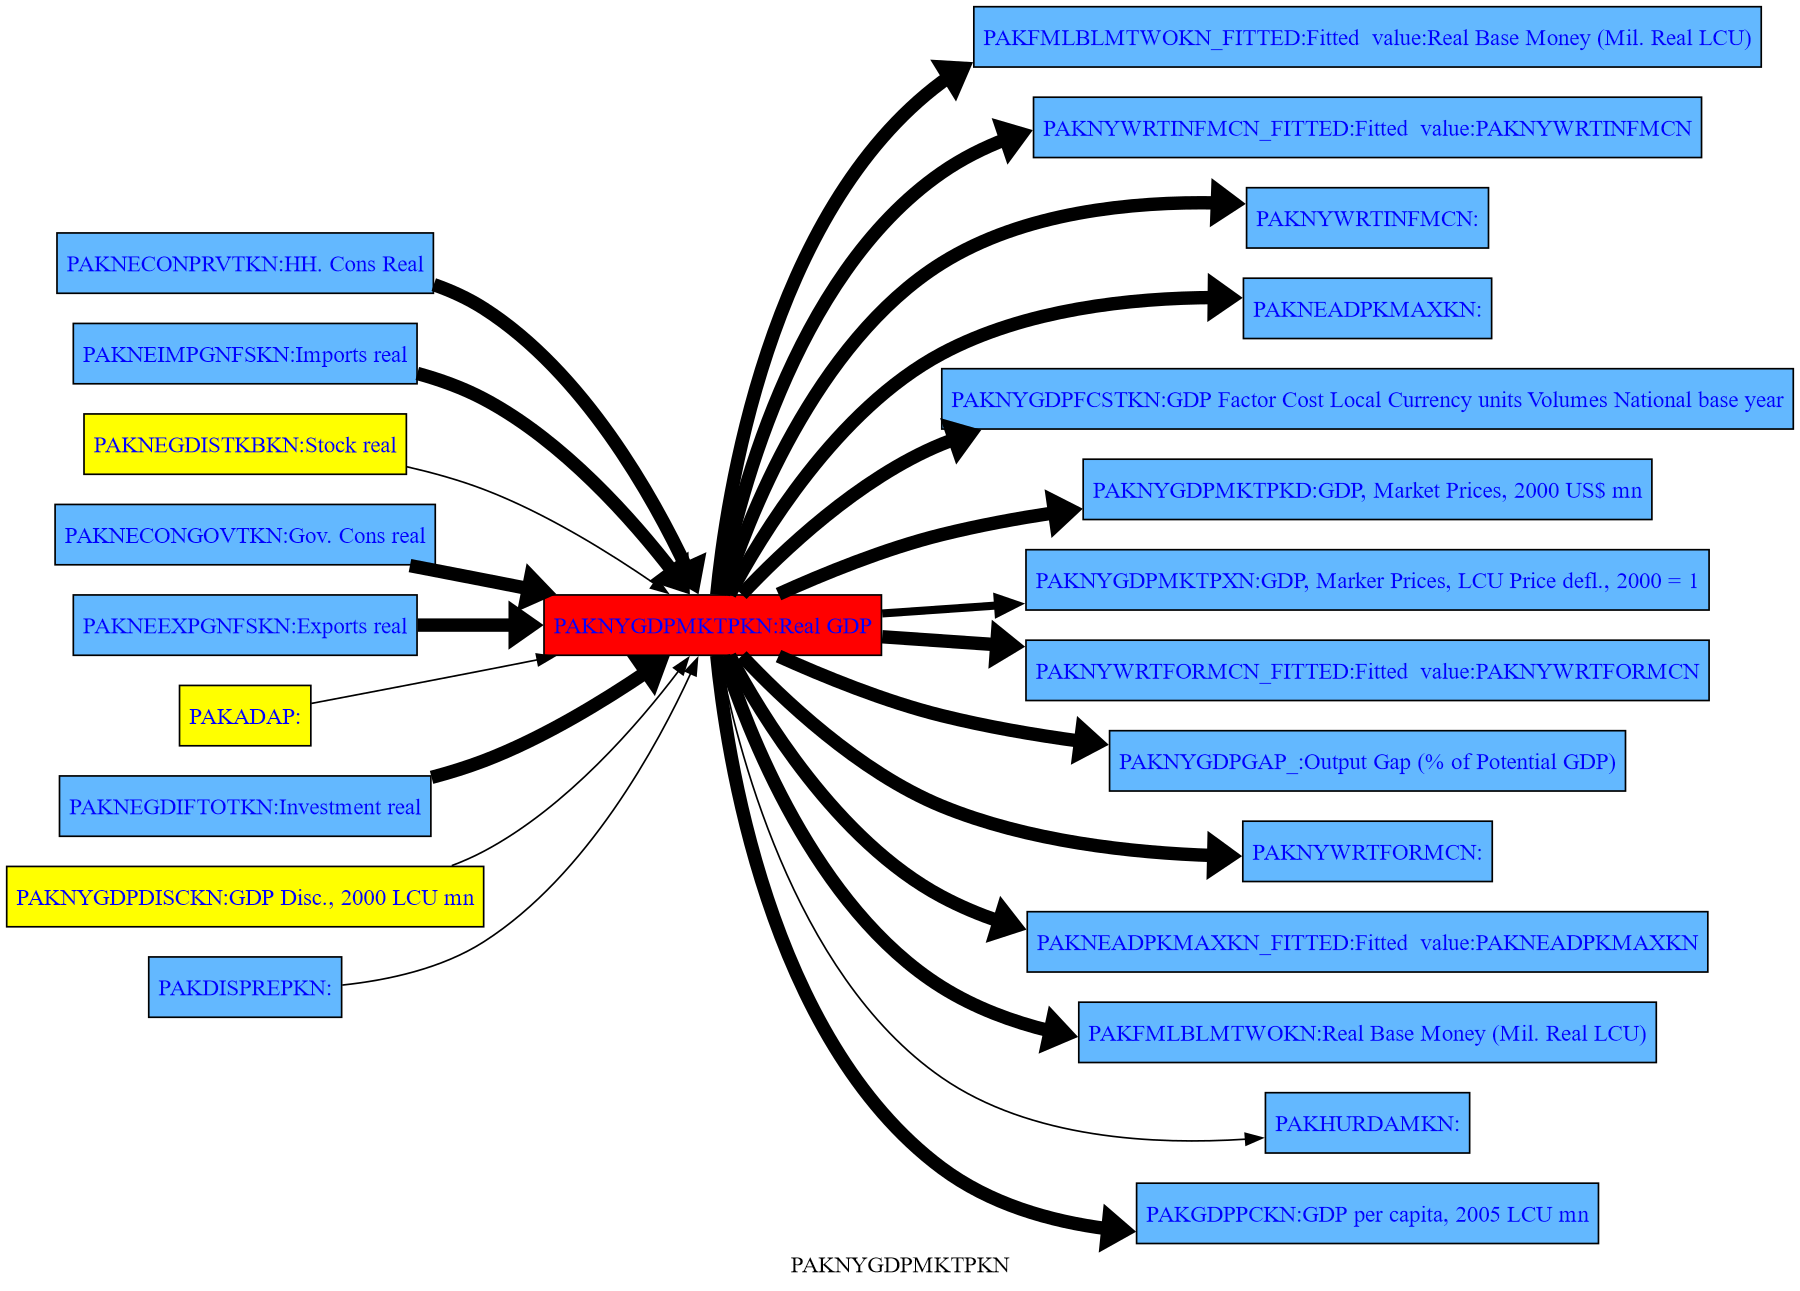 PAKFMLBLMTWOKN_FITTED:Fitted  value:Real Base Money (Mil. Real LCU)
PAKNYWRTINFMCN_FITTED:Fitted  value:PAKNYWRTINFMCN
PAKNYWRTINFMCN:
PAKNECONPRVTKN:HH. Cons Real
PAKNEADPKMAXKN:
PAKNEIMPGNFSKN:Imports real
PAKNYGDPFCSTKN:GDP Factor Cost Local Currency units Volumes National base year
PAKNEGDISTKBKN:Stock real
PAKNYGDPMKTPKD:GDP, Market Prices, 2000 US$ mn
PAKNECONGOVTKN:Gov. Cons real
PAKNYGDPMKTPXN:GDP, Marker Prices, LCU Price defl., 2000 = 1
PAKNEEXPGNFSKN:Exports real
PAKNYGDPMKTPKN:Real GDP
PAKNYWRTFORMCN_FITTED:Fitted  value:PAKNYWRTFORMCN
PAKADAP:
PAKNYGDPGAP_:Output Gap (% of Potential GDP)
PAKNEGDIFTOTKN:Investment real
PAKNYWRTFORMCN:
PAKNYGDPDISCKN:GDP Disc., 2000 LCU mn
PAKNEADPKMAXKN_FITTED:Fitted  value:PAKNEADPKMAXKN
PAKDISPREPKN:
PAKFMLBLMTWOKN:Real Base Money (Mil. Real LCU)
PAKHURDAMKN:
PAKGDPPCKN:GDP per capita, 2005 LCU mn
PAKNYGDPMKTPKN